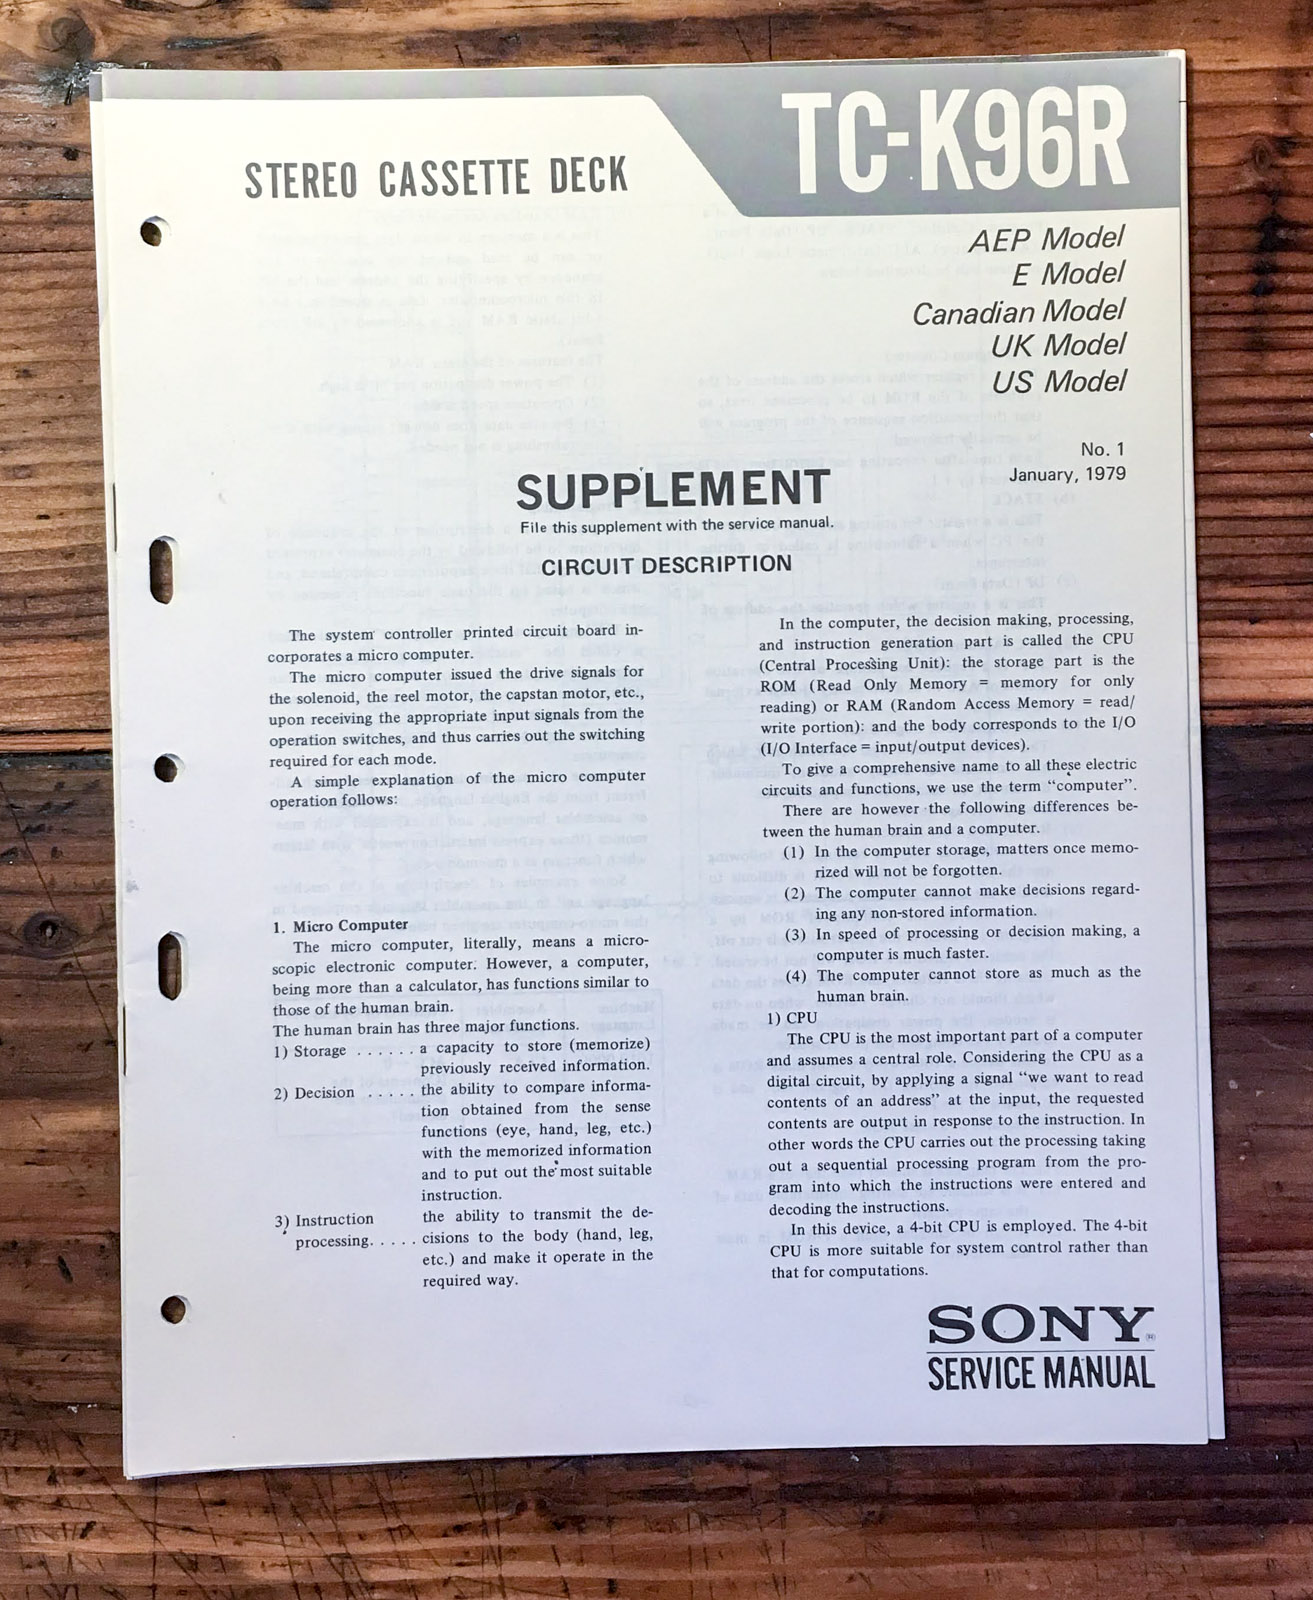 STEREO CASSETTE DECK
TC-K96R
AEP Model
E Model
Canadian Model
UK Model
US Model
No. 1
January, 1979
SUPPLEMENT
File this supplement with the service manual.
CIRCUIT DESCRIPTION
The system controller printed circuit board in-
corporates a micro computer.
The micro computer issued the drive signals for
the solenoid, the reel motor, the capstan motor, etc.,
upon receiving the appropriate input signals from the
operation switches, and thus carries out the switching
required for each mode.
A simple explanation of the micro computer
operation follows:
1. Micro Computer
The micro computer, literally, means a micro-
scopic electronic computer. However, a computer,
being more than a calculator, has functions similar to
those of the human brain.
The human brain has three major functions.
1) Storage . . . . . . a capacity to store (memorize)
previously received information.
2) Decision . . . . . the ability to compare informa-
tion obtained from the sense
functions (eye, hand, leg, etc.)
with the memorized information
and to put out the most suitable
instruction.
3) Instruction the ability to transmit the de-
processing. . . . . cisions to the body (hand, leg,
etc.) and make it operate in the
required way.
In the computer, the decision making, processing,
and instruction generation part is called the CPU
(Central Processing Unit): the storage part is the
ROM (Read Only Memory = memory for only
reading) or RAM (Random Access Memory = read/
write portion): and the body corresponds to the I/O
(I/O Interface = input/output devices).
To give a comprehensive name to all these electric
circuits and functions, we use the term “computer”.
There are however the following differences be-
tween the human brain and a computer.
(1) In the computer storage, matters once memo-
rized will not be forgotten.
(2) The computer cannot make decisions regard-
ing any non-stored information.
(3) In speed of processing or decision making, a
computer is much faster.
(4) The computer cannot store as much as the
human brain.
1) CPU
The CPU is the most important part of a computer
and assumes a central role. Considering the CPU as a
digital circuit, by applying a signal “we want to read
contents of an address” at the input, the requested
contents are output in response to the instruction. In
other words the CPU carries out the processing taking
out a sequential processing program from the pro-
gram into which the instructions were entered and
decoding the instructions.
In this device, a 4-bit CPU is employed. The 4-bit
CPU is more suitable for system control rather than
that for computations.
SONY®
SERVICE MANUAL